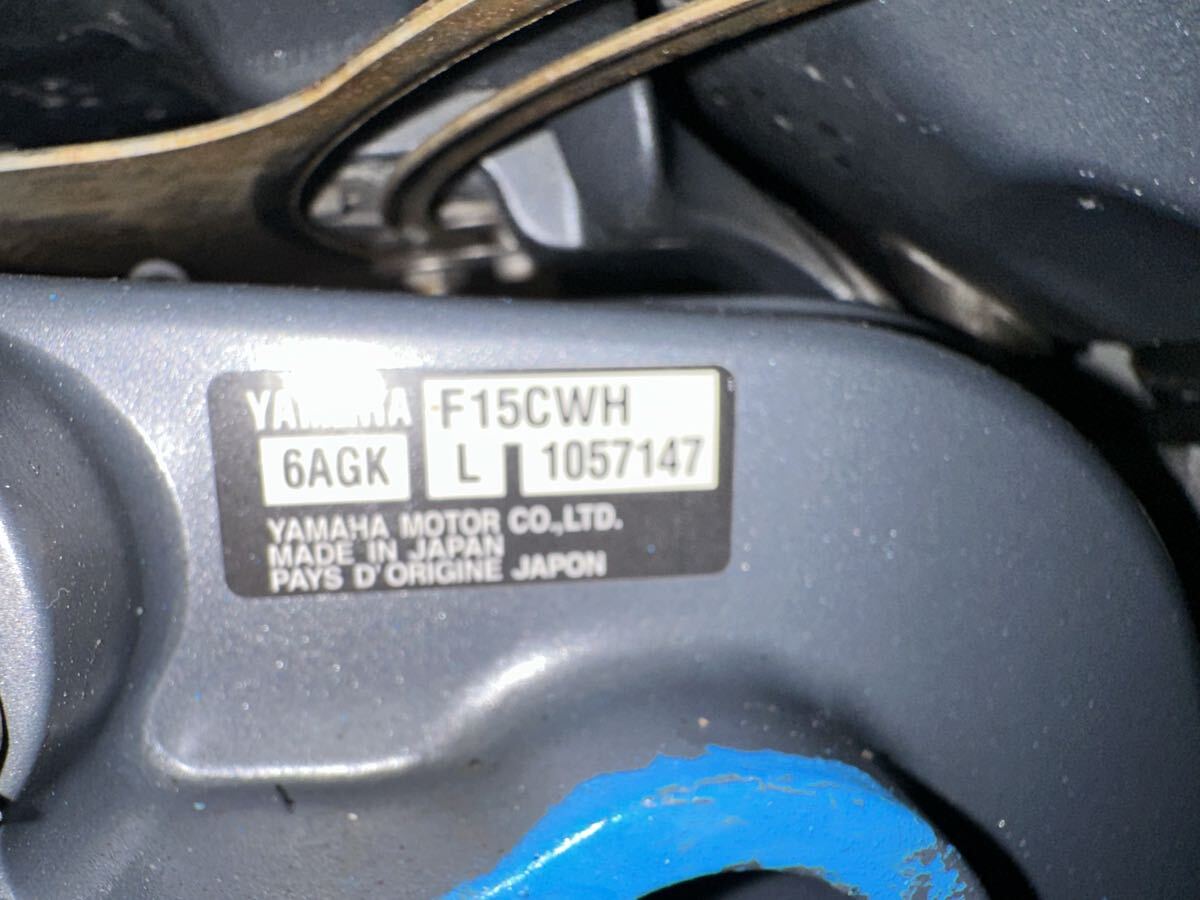 YAMAHA F15CWH
6AGK L 1057147
YAMAHA MOTOR CO.,LTD.
MADE IN JAPAN
PAYS D'ORIGINE JAPON